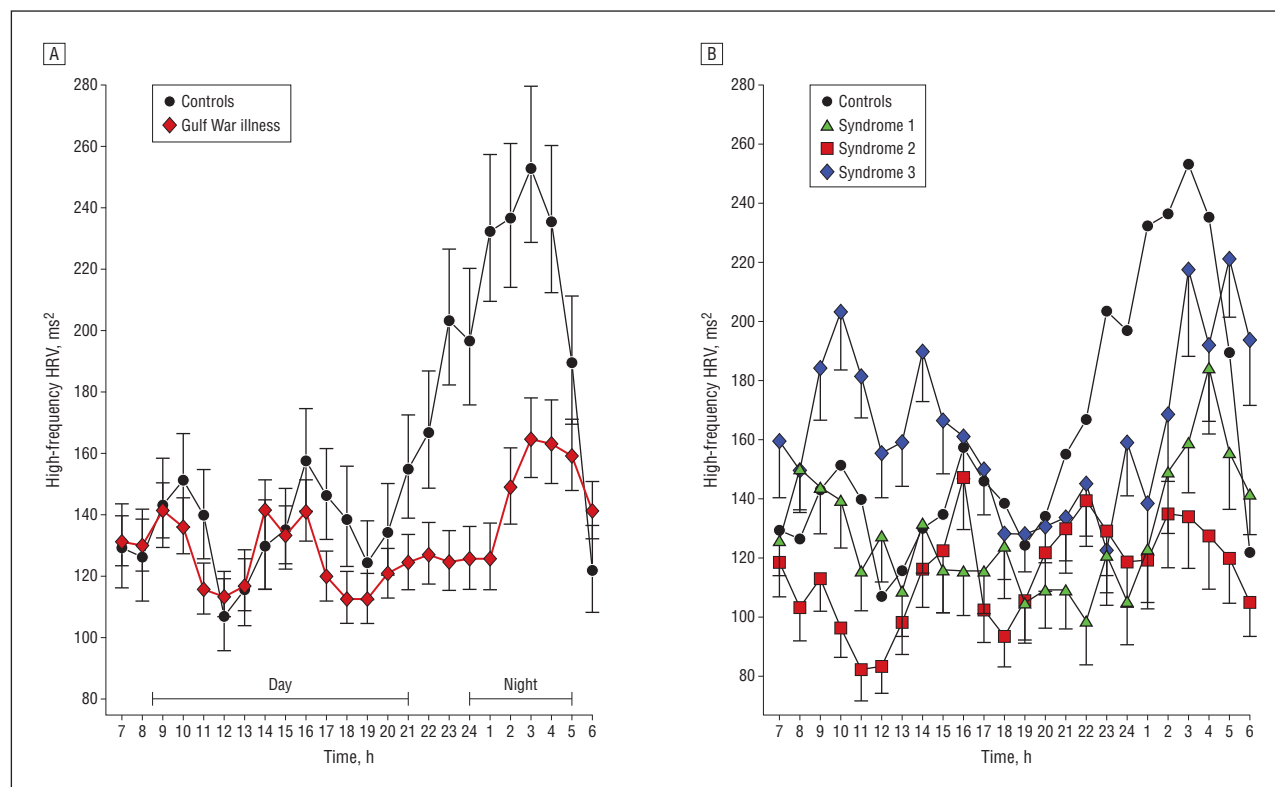 A
280
260
240
220
200
180
160
140
120
100
80
High-frequency HRV, ms²
Controls
Gulf War illness
Day
Night
7 8 9 10 11 12 13 14 15 16 17 18 19 20 21 22 23 24 1 2 3 4 5 6
Time, h
B
280
260
240
220
200
180
160
140
120
100
80
High-frequency HRV, ms²
Controls
Syndrome 1
Syndrome 2
Syndrome 3
7 8 9 10 11 12 13 14 15 16 17 18 19 20 21 22 23 24 1 2 3 4 5 6
Time, h